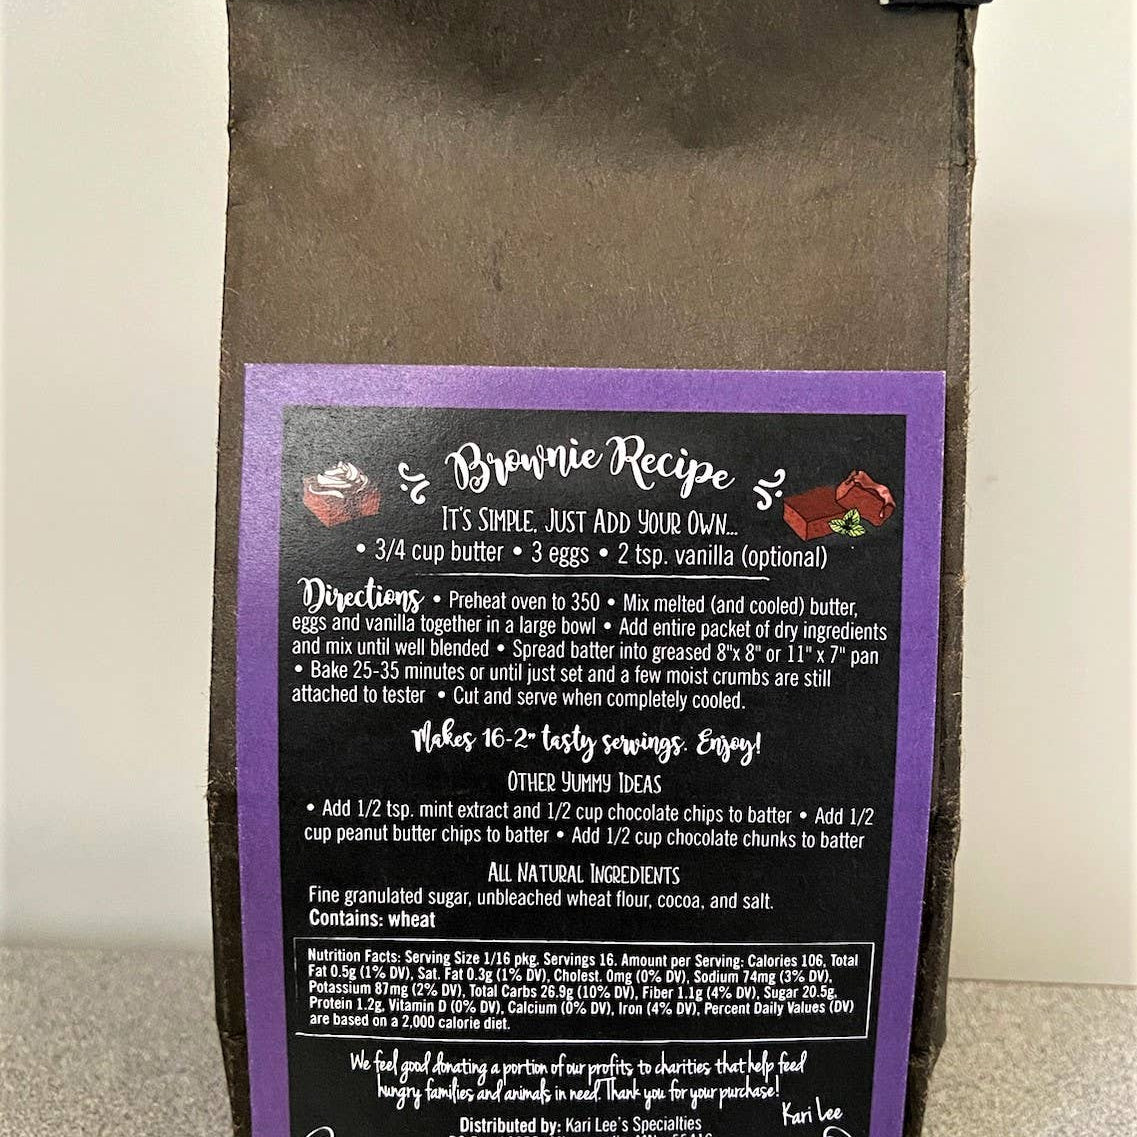 Brownie Recipe
It's Simple, Just Add Your Own...
• 3/4 cup butter • 3 eggs • 2 tsp. vanilla (optional)
Directions • Preheat oven to 350 • Mix melted (and cooled) butter,
eggs and vanilla together in a large bowl • Add entire packet of dry ingredients
and mix until well blended • Spread batter into greased 8"x 8" or 11" x 7" pan
• Bake 25-35 minutes or until just set and a few moist crumbs are still
attached to tester • Cut and serve when completely cooled.
Makes 16-2" tasty servings. Enjoy!
Other Yummy Ideas
• Add 1/2 tsp. mint extract and 1/2 cup chocolate chips to batter • Add 1/2
cup peanut butter chips to batter • Add 1/2 cup chocolate chunks to batter
All Natural Ingredients
Fine granulated sugar, unbleached wheat flour, cocoa, and salt.
Contains: wheat
Nutrition Facts: Serving Size 1/16 pkg. Servings 16. Amount per Serving: Calories 106, Total
Fat 0.5g (1% DV), Sat. Fat 0.3g (1% DV), Cholest. 0mg (0% DV), Sodium 74mg (3% DV),
Potassium 87mg (2% DV), Total Carbs 26.9g (10% DV), Fiber 1.1g (4% DV), Sugar 20.5g,
Protein 1.2g, Vitamin D (0% DV), Calcium (0% DV), Iron (4% DV), Percent Daily Values (DV)
are based on a 2,000 calorie diet.
We feel good donating a portion of our profits to charities that help feed
hungry families and animals in need. Thank you for your purchase!
Kari Lee
Distributed by: Kari Lee's Specialties